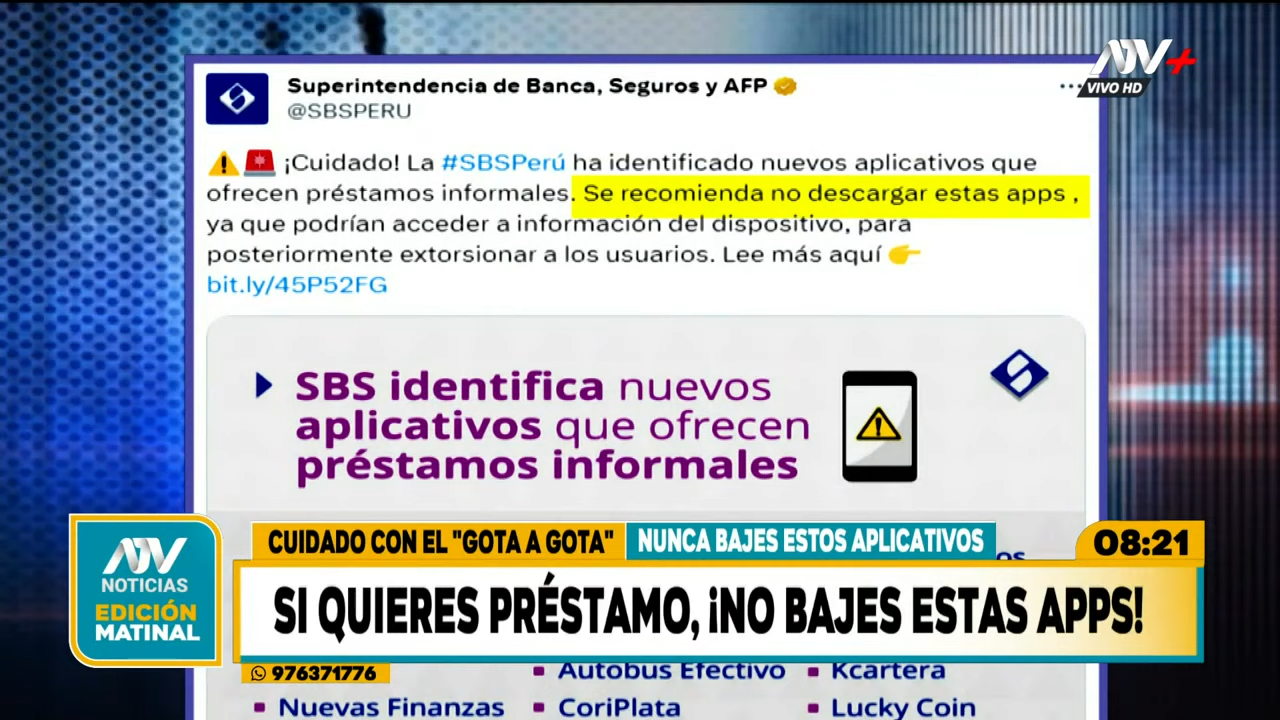 ATV+
VIVO HD
Superintendencia de Banca, Seguros y AFP
@SBSPERU
¡Cuidado! La #SBSPerú ha identificado nuevos aplicativos que
ofrecen préstamos informales. Se recomienda no descargar estas apps ,
ya que podrían acceder a información del dispositivo, para
posteriormente extorsionar a los usuarios. Lee más aquí
bit.ly/45P52FG
SBS identifica nuevos
aplicativos que ofrecen
préstamos informales
CUIDADO CON EL "GOTA A GOTA"
NUNCA BAJES ESTOS APLICATIVOS
08:21
ATV
NOTICIAS
EDICIÓN
MATINAL
SI QUIERES PRÉSTAMO, ¡NO BAJES ESTAS APPS!
976371776
Autobus Efectivo
Kcartera
Nuevas Finanzas
CoriPlata
Lucky Coin